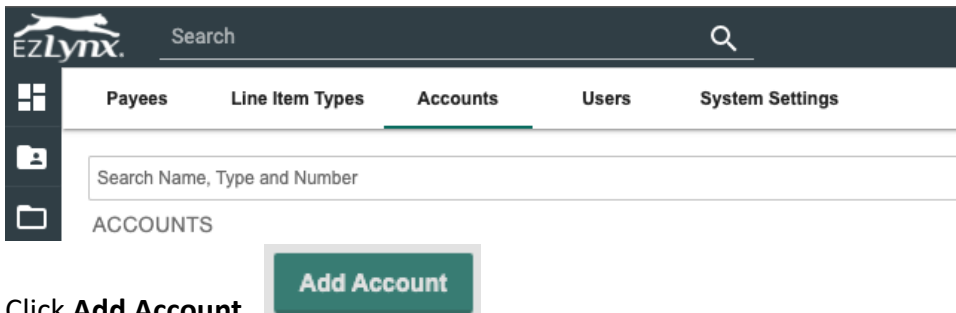 EZLynx. Search
Payees Line Item Types Accounts Users System Settings
Search Name, Type and Number
ACCOUNTS
Add Account
Click Add Account